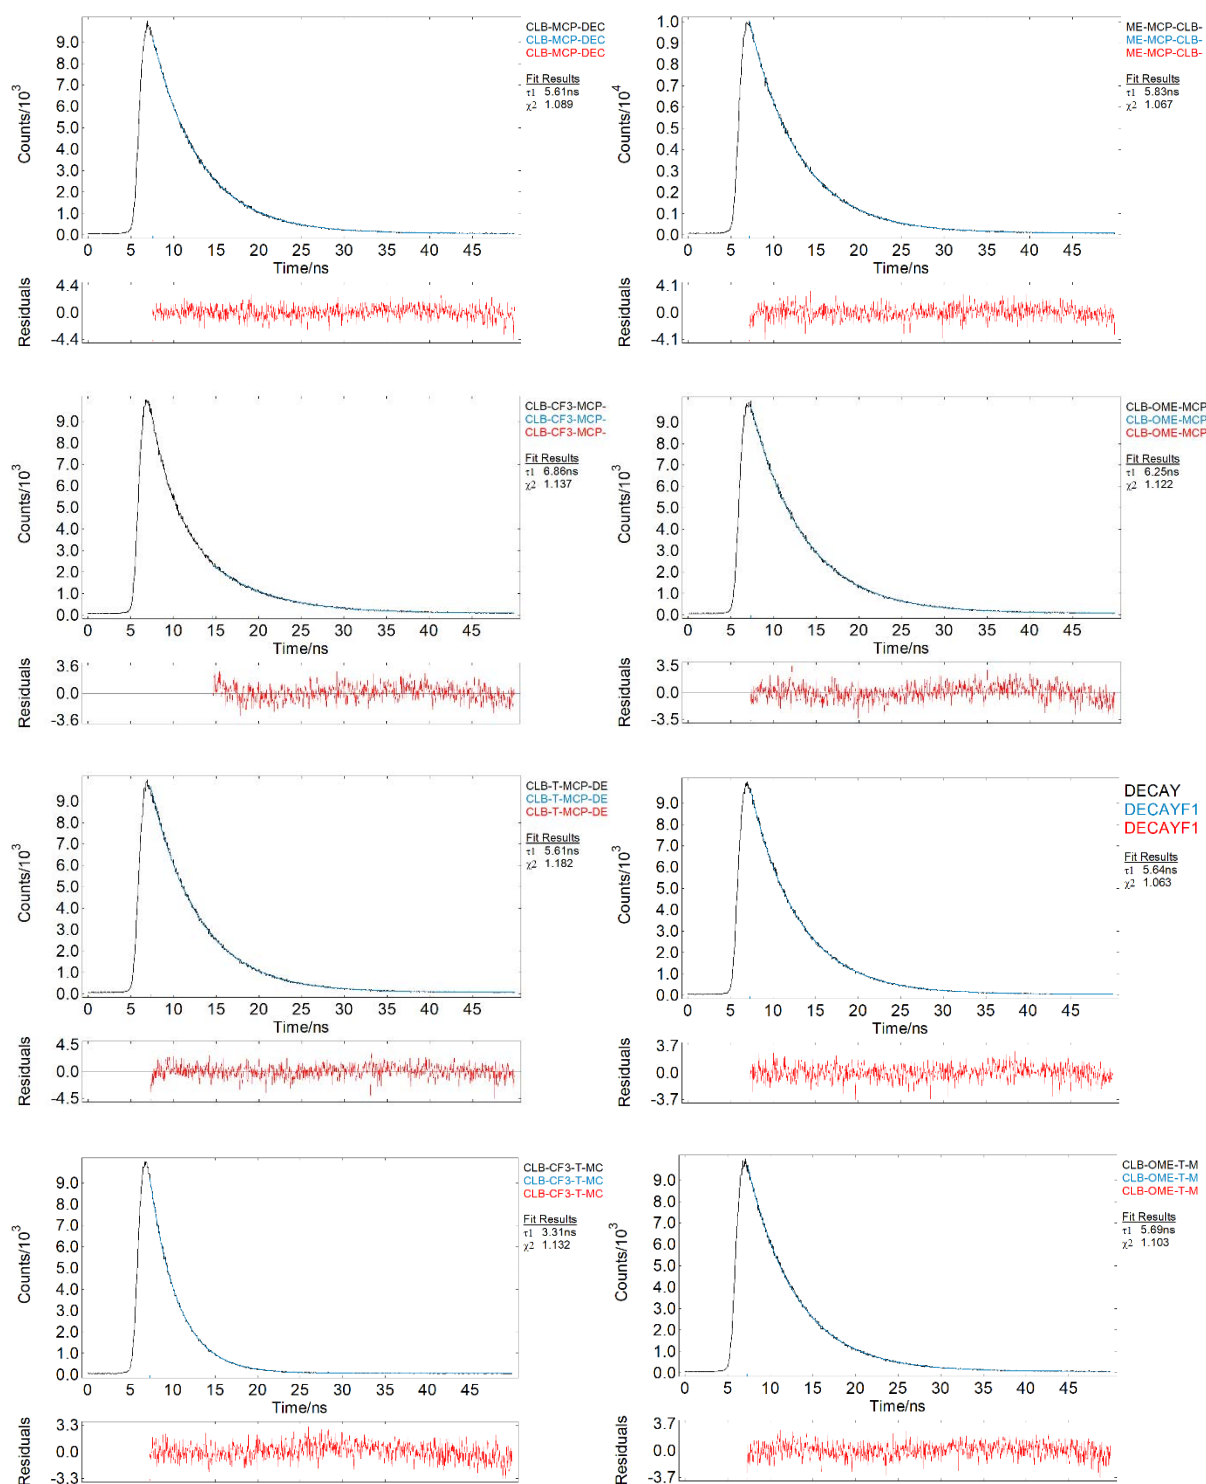 Counts/10³
9.0
8.0
7.0
6.0
5.0
4.0
3.0
2.0
1.0
0.0
0 5 10 15 20 25 30 35 40 45
Time/ns
CLB-MCP-DEC
CLB-MCP-DEC
CLB-MCP-DEC
Fit Results
τ1 5.61ns
χ2 1.089
Residuals
4.4
0.0
-4.4
Counts/10⁴
1.0
0.9
0.8
0.7
0.6
0.5
0.4
0.3
0.2
0.1
0.0
0 5 10 15 20 25 30 35 40 45
Time/ns
ME-MCP-CLB-
ME-MCP-CLB-
ME-MCP-CLB-
Fit Results
τ1 5.83ns
χ2 1.067
Residuals
4.1
0.0
-4.1
Counts/10³
9.0
8.0
7.0
6.0
5.0
4.0
3.0
2.0
1.0
0.0
0 5 10 15 20 25 30 35 40 45
Time/ns
CLB-CF3-MCP-
CLB-CF3-MCP-
CLB-CF3-MCP-
Fit Results
τ1 6.86ns
χ2 1.137
Residuals
3.6
0.0
-3.6
Counts/10³
9.0
8.0
7.0
6.0
5.0
4.0
3.0
2.0
1.0
0.0
0 5 10 15 20 25 30 35 40 45
Time/ns
CLB-OME-MCP
CLB-OME-MCP
CLB-OME-MCP
Fit Results
τ1 6.25ns
χ2 1.122
Residuals
3.5
0.0
-3.5
Counts/10³
9.0
8.0
7.0
6.0
5.0
4.0
3.0
2.0
1.0
0.0
0 5 10 15 20 25 30 35 40 45
Time/ns
CLB-T-MCP-DE
CLB-T-MCP-DE
CLB-T-MCP-DE
Fit Results
τ1 5.61ns
χ2 1.182
Residuals
4.5
0.0
-4.5
Counts/10³
9.0
8.0
7.0
6.0
5.0
4.0
3.0
2.0
1.0
0.0
0 5 10 15 20 25 30 35 40 45
Time/ns
DECAY
DECAYF1
DECAYF1
Fit Results
τ1 5.64ns
χ2 1.063
Residuals
3.7
0.0
-3.7
Counts/10³
9.0
8.0
7.0
6.0
5.0
4.0
3.0
2.0
1.0
0.0
0 5 10 15 20 25 30 35 40 45
Time/ns
CLB-CF3-T-MC
CLB-CF3-T-MC
CLB-CF3-T-MC
Fit Results
τ1 3.31ns
χ2 1.132
Residuals
3.3
0.0
-3.3
Counts/10³
9.0
8.0
7.0
6.0
5.0
4.0
3.0
2.0
1.0
0.0
0 5 10 15 20 25 30 35 40 45
Time/ns
CLB-OME-T-M
CLB-OME-T-M
CLB-OME-T-M
Fit Results
τ1 5.69ns
χ2 1.103
Residuals
3.7
0.0
-3.7